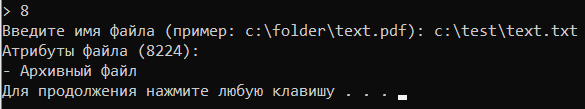 > 8
Введите имя файла (пример: c:\folder\text.pdf): c:\test\text.txt
Атрибуты файла (8224):
- Архивный файл
Для продолжения нажмите любую клавишу . . .